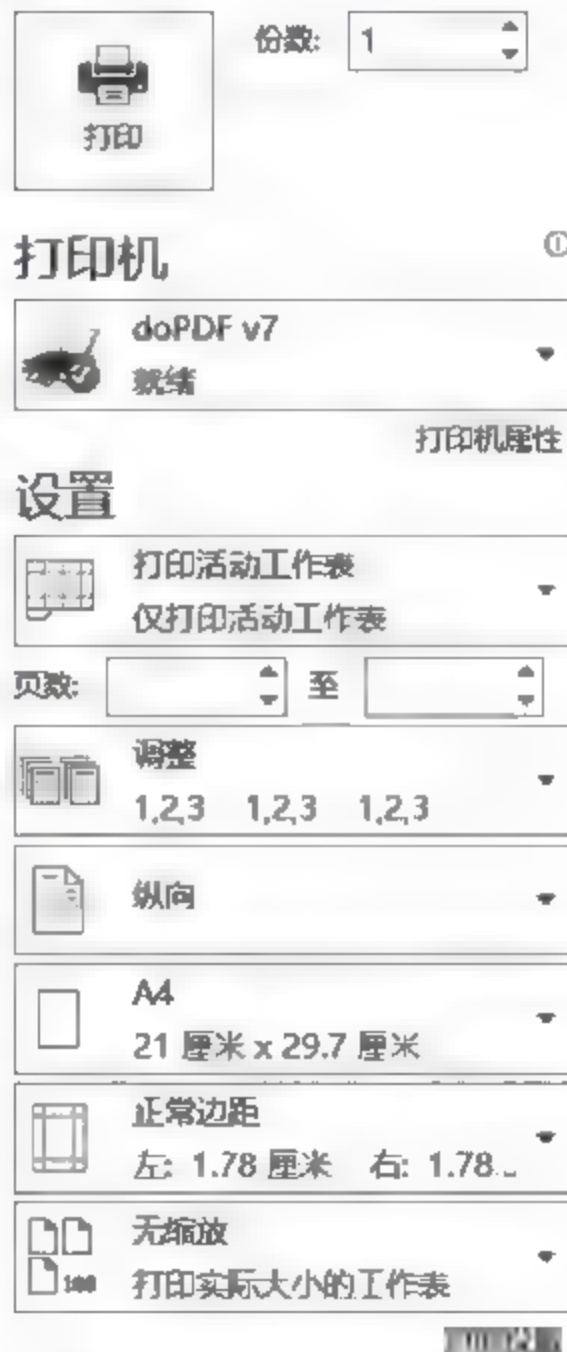 份数: 1
打印
打印机
doPDF v7
就绪
打印机属性
设置
打印活动工作表
仅打印活动工作表
页数: 至
调整
1,2,3 1,2,3 1,2,3
纵向
A4
21 厘米 x 29.7 厘米
正常边距
左: 1.78 厘米 右: 1.78...
无缩放
100
打印实际大小的工作表